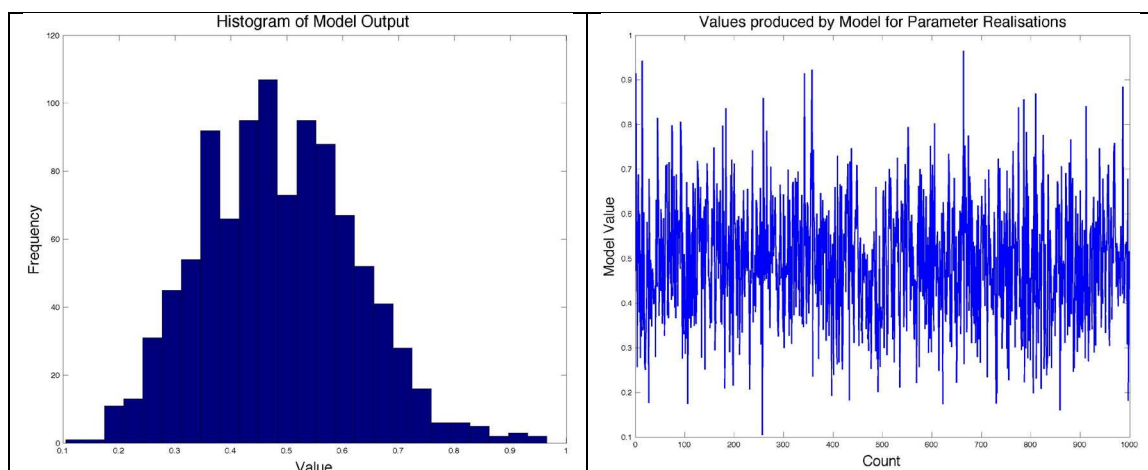 Histogram of Model Output
120
100
80
60
40
20
0
Frequency
0.1 0.2 0.3 0.4 0.5 0.6 0.7 0.8 0.9 1
Value
Values produced by Model for Parameter Realisations
1
0.9
0.8
0.7
0.6
0.5
0.4
0.3
0.2
0.1
Model Value
0 100 200 300 400 500 600 700 800 900 1000
Count